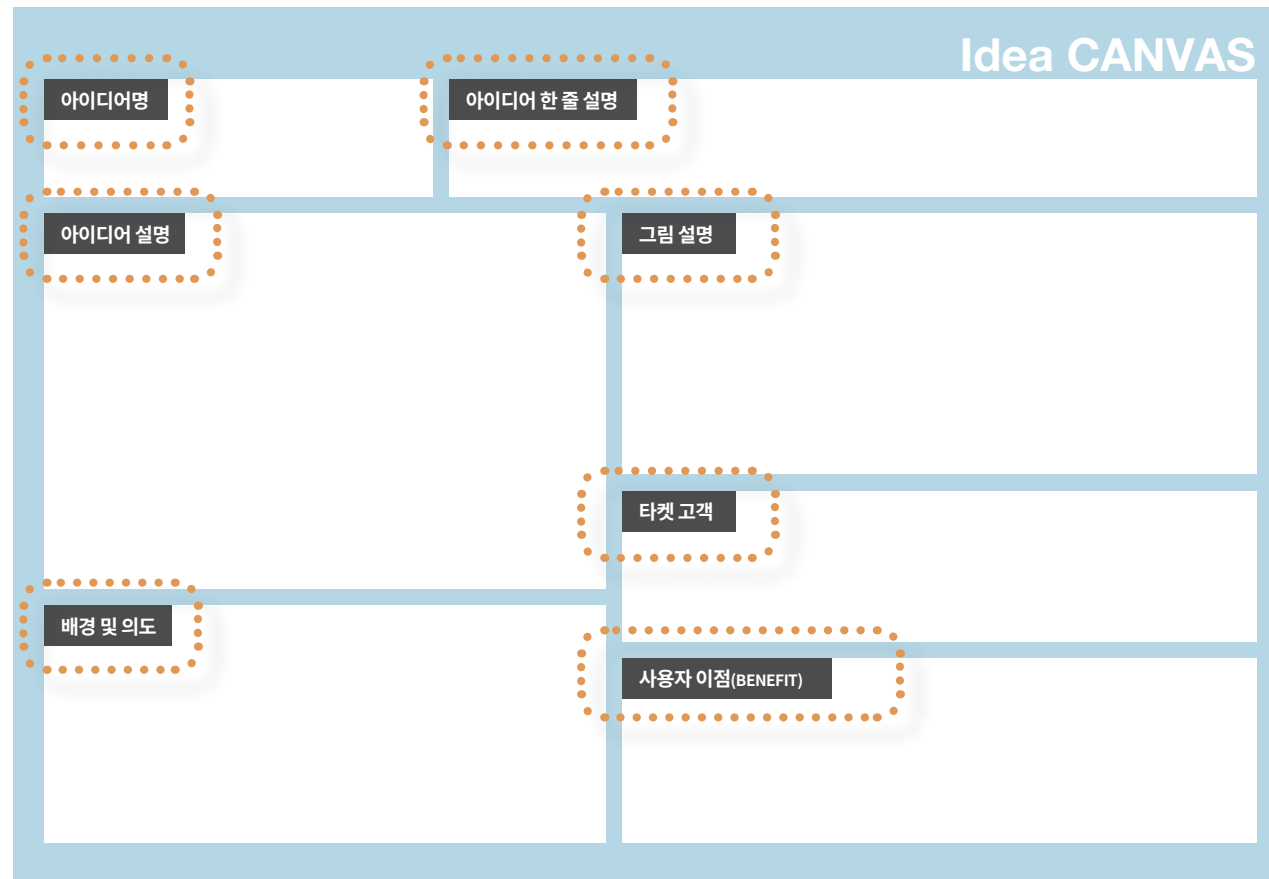 Idea CANVAS
아이디어명
아이디어 한 줄 설명
아이디어 설명
그림 설명
타켓 고객
배경 및 의도
사용자 이점(BENEFIT)